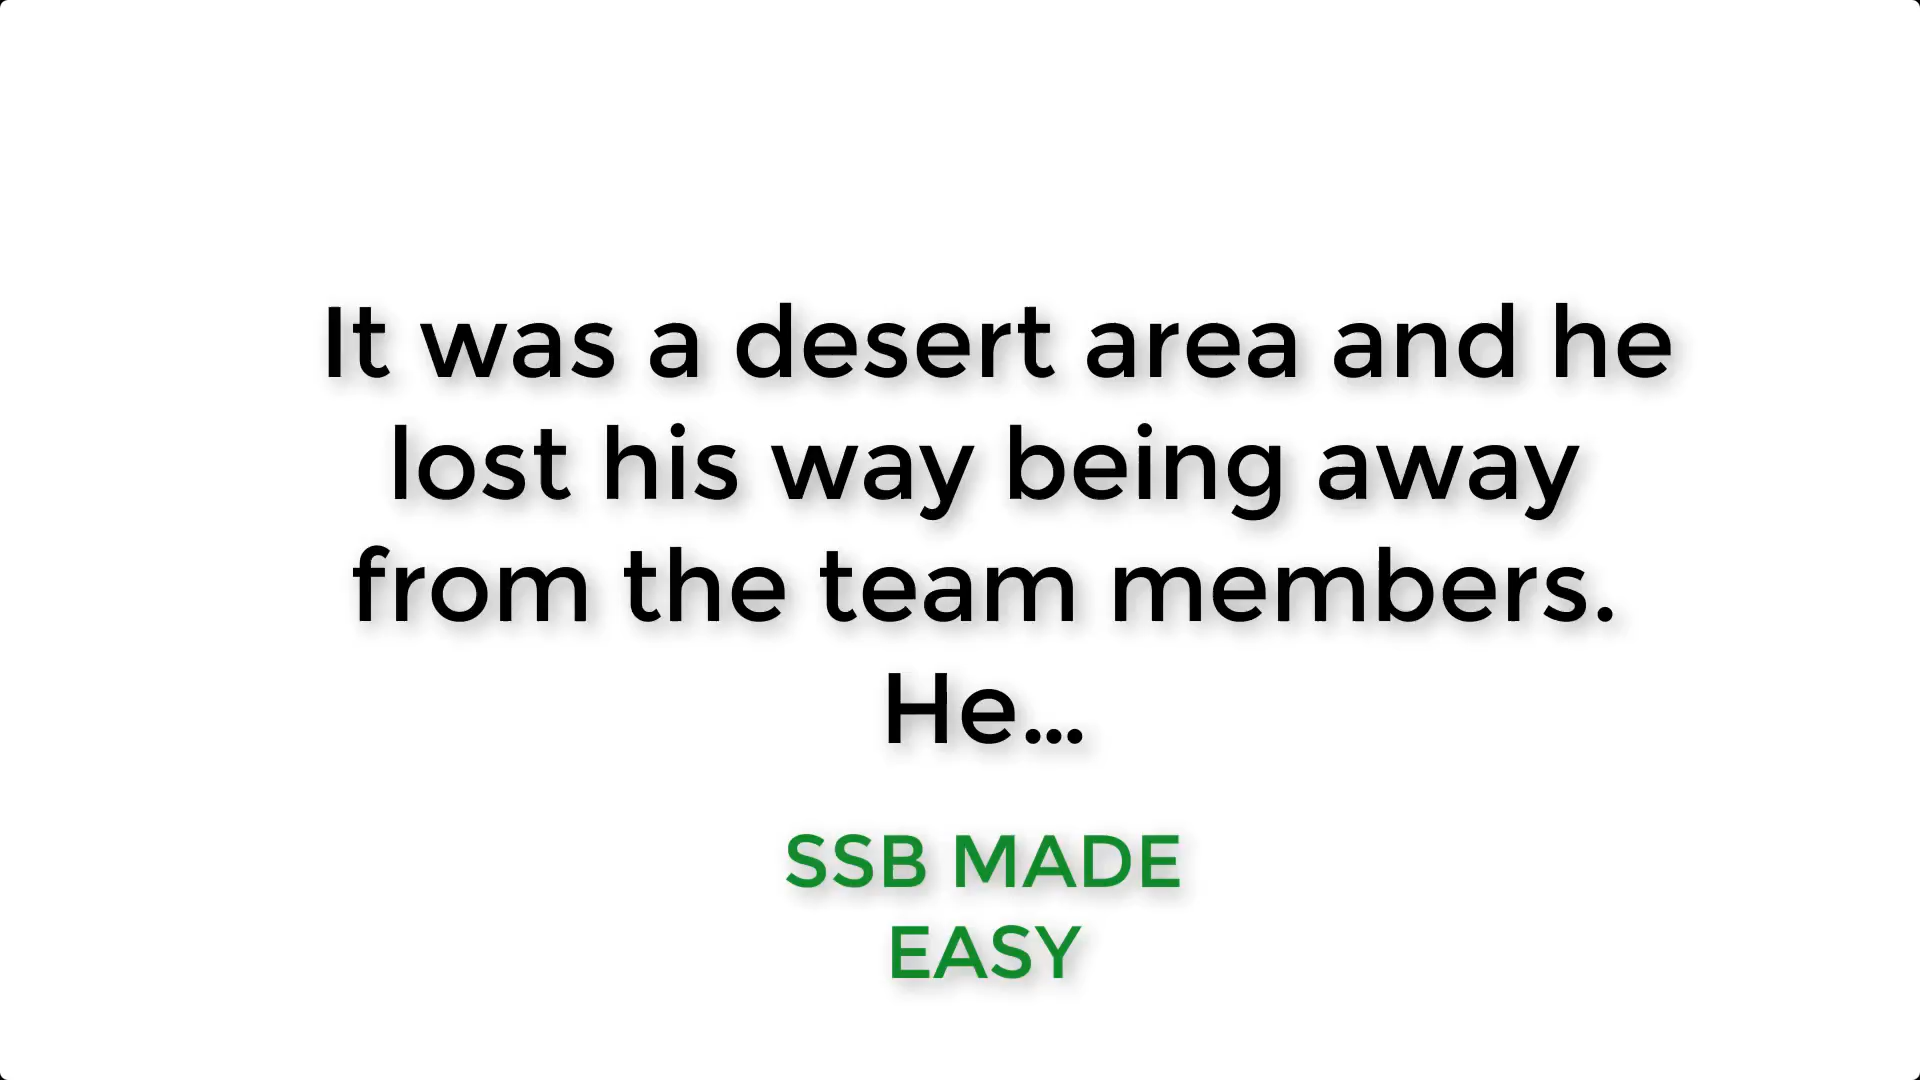 It was a desert area and he
lost his way being away
from the team members.
He...
SSB MADE
EASY